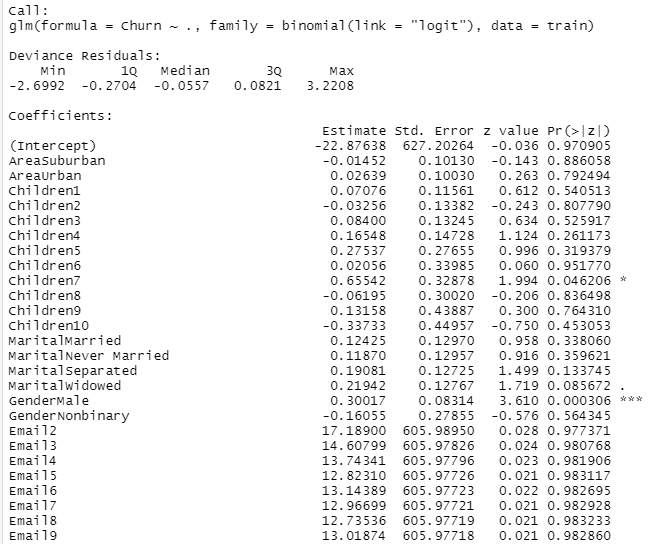 Call:
glm(formula = Churn ~ ., family = binomial(link = "logit"), data = train)
Deviance Residuals:
Min 1Q Median 3Q Max
-2.6992 -0.2704 -0.0557 0.0821 3.2208
Coefficients:
Estimate Std. Error z value Pr(>|z|)
(Intercept) -22.87638 627.20264 -0.036 0.970905
AreaSuburban -0.01452 0.10130 -0.143 0.886058
AreaUrban 0.02639 0.10030 0.263 0.792494
Children1 0.07076 0.11561 0.612 0.540513
Children2 -0.03256 0.13382 -0.243 0.807790
Children3 0.08400 0.13245 0.634 0.525917
Children4 0.16548 0.14728 1.124 0.261173
Children5 0.27537 0.27655 0.996 0.319379
Children6 0.02056 0.33985 0.060 0.951770
Children7 0.65542 0.32878 1.994 0.046206 *
Children8 -0.06195 0.30020 -0.206 0.836498
Children9 0.13158 0.43887 0.300 0.764310
Children10 -0.33733 0.44957 -0.750 0.453053
MaritalMarried 0.12425 0.12970 0.958 0.338060
MaritalNever Married 0.11870 0.12957 0.916 0.359621
MaritalSeparated 0.19081 0.12725 1.499 0.133745
MaritalWidowed 0.21942 0.12767 1.719 0.085672 .
GenderMale 0.30017 0.08314 3.610 0.000306 ***
GenderNonbinary -0.16055 0.27855 -0.576 0.564345
Email2 17.18900 605.98950 0.028 0.977371
Email3 14.60799 605.97826 0.024 0.980768
Email4 13.74341 605.97796 0.023 0.981906
Email5 12.82310 605.97726 0.021 0.983117
Email6 13.14389 605.97723 0.022 0.982695
Email7 12.96699 605.97721 0.021 0.982928
Email8 12.73536 605.97719 0.021 0.983233
Email9 13.01874 605.97718 0.021 0.982860